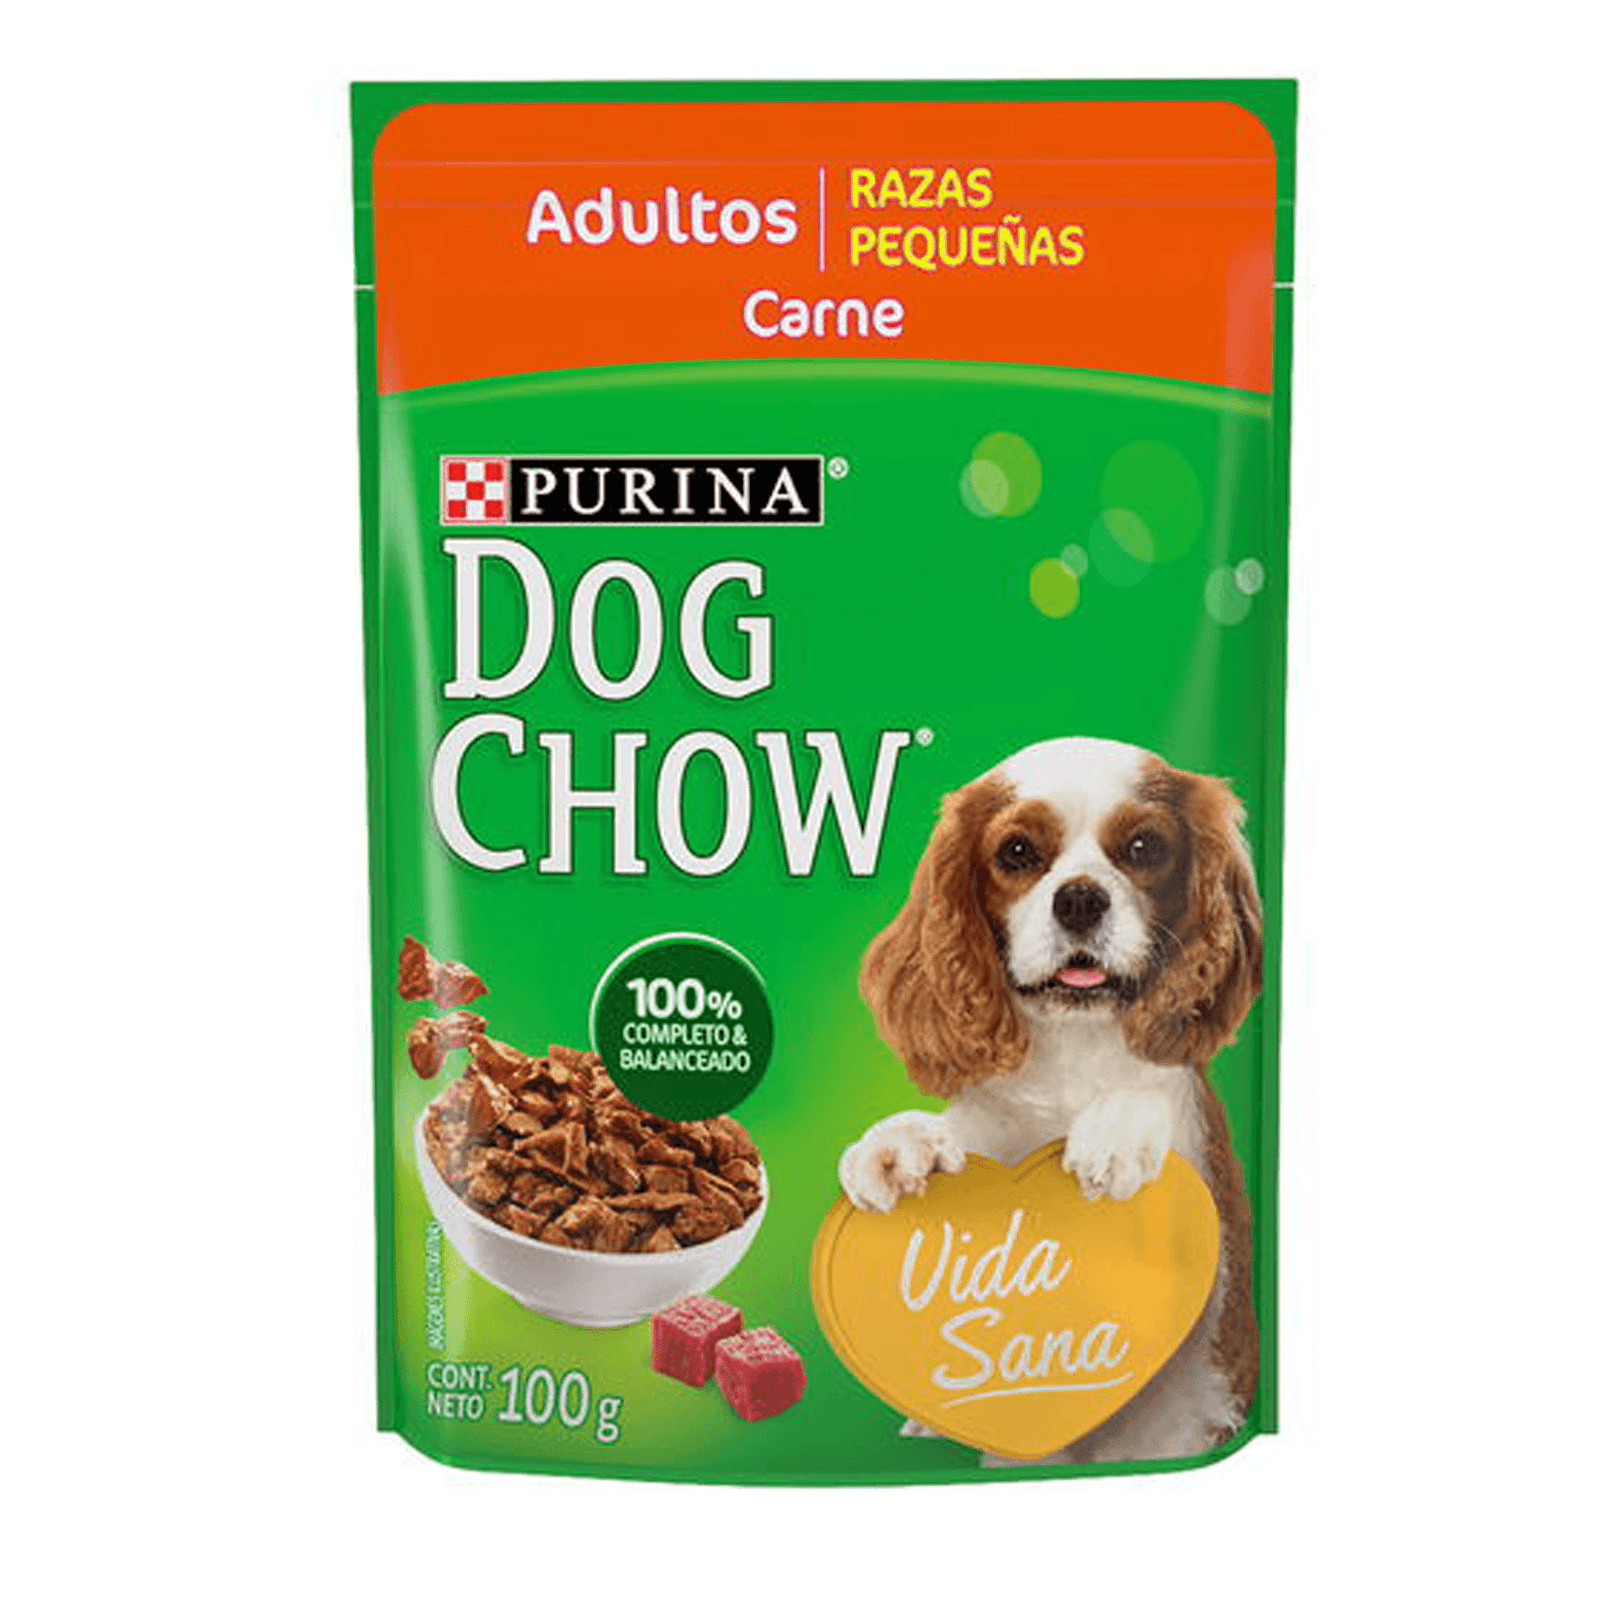 Adultos
RAZAS
PEQUEÑAS
Carne
PURINA®
DOG
CHOW®
100%
COMPLETO &
BALANCEADO
Vida
Sana
CONT.
NETO 100g